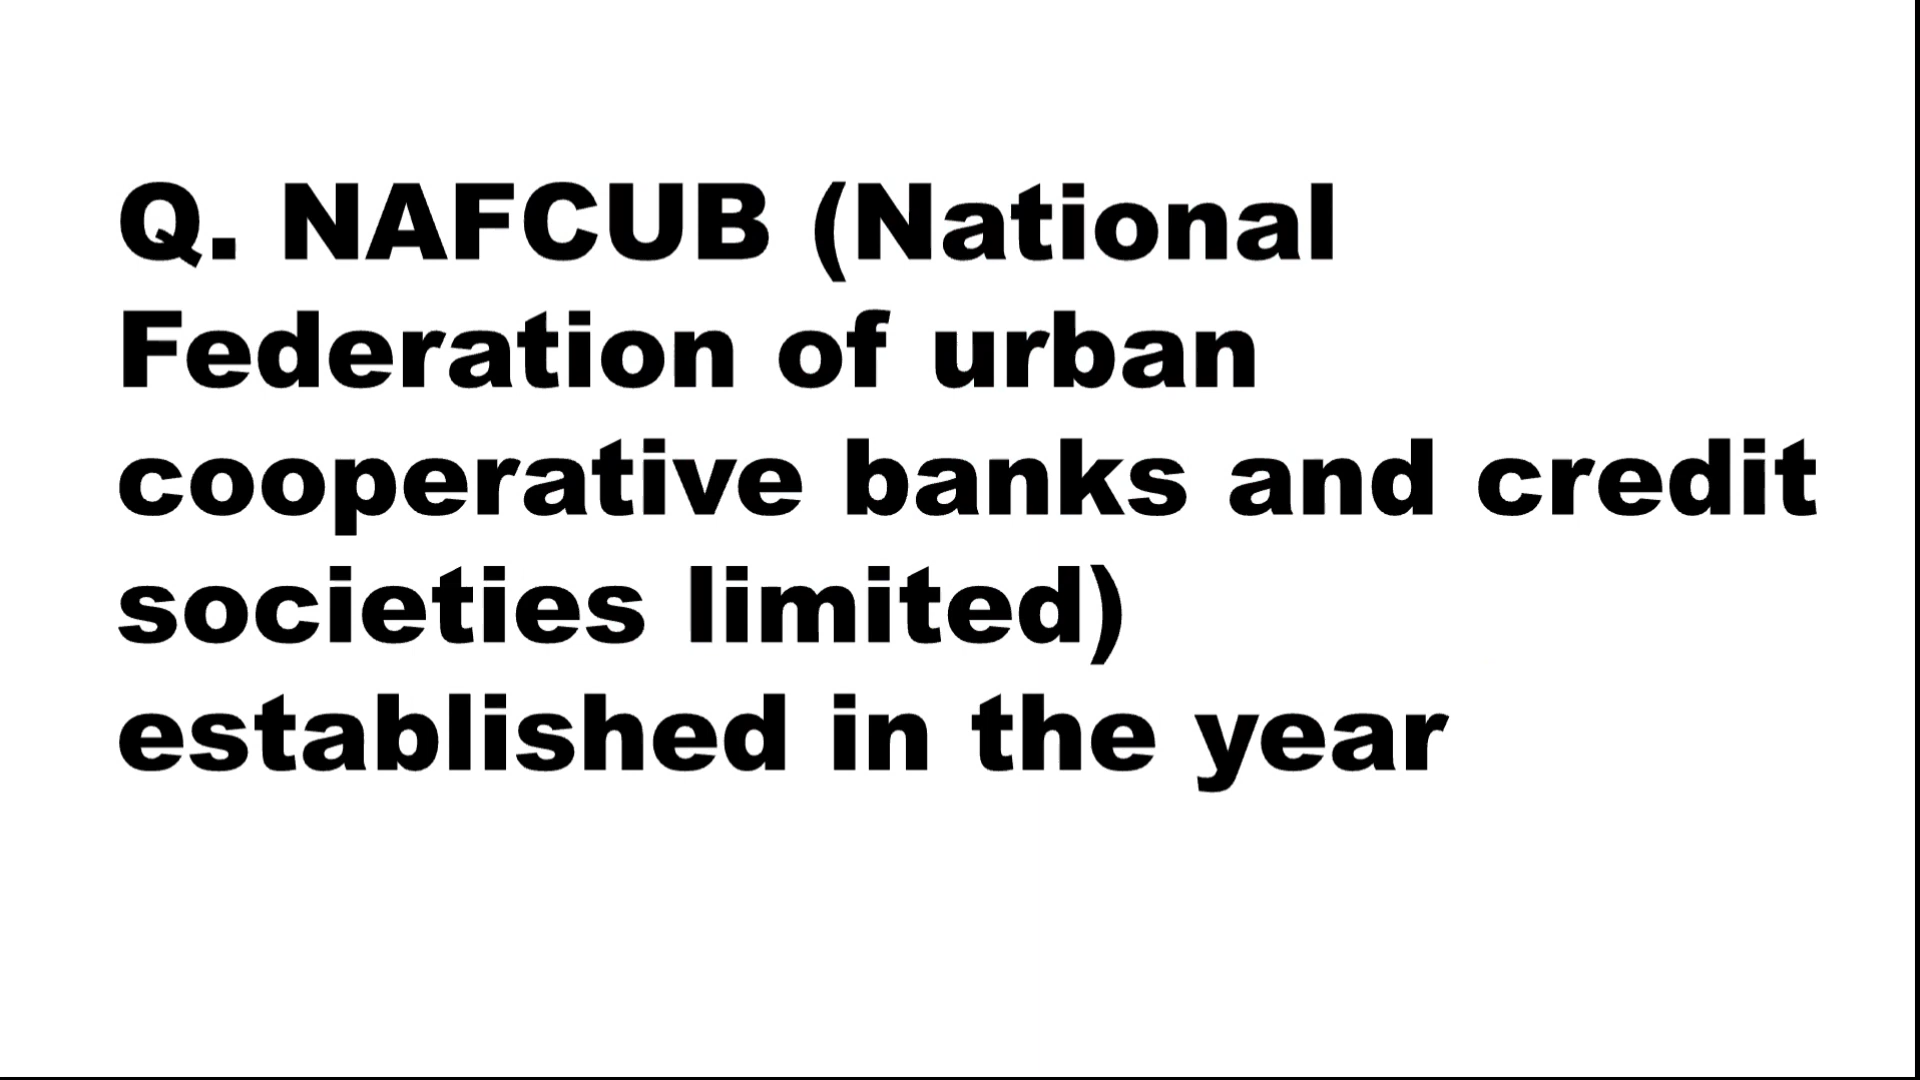 Q. NAFCUB (National
Federation of urban
cooperative banks and credit
societies limited)
established in the year